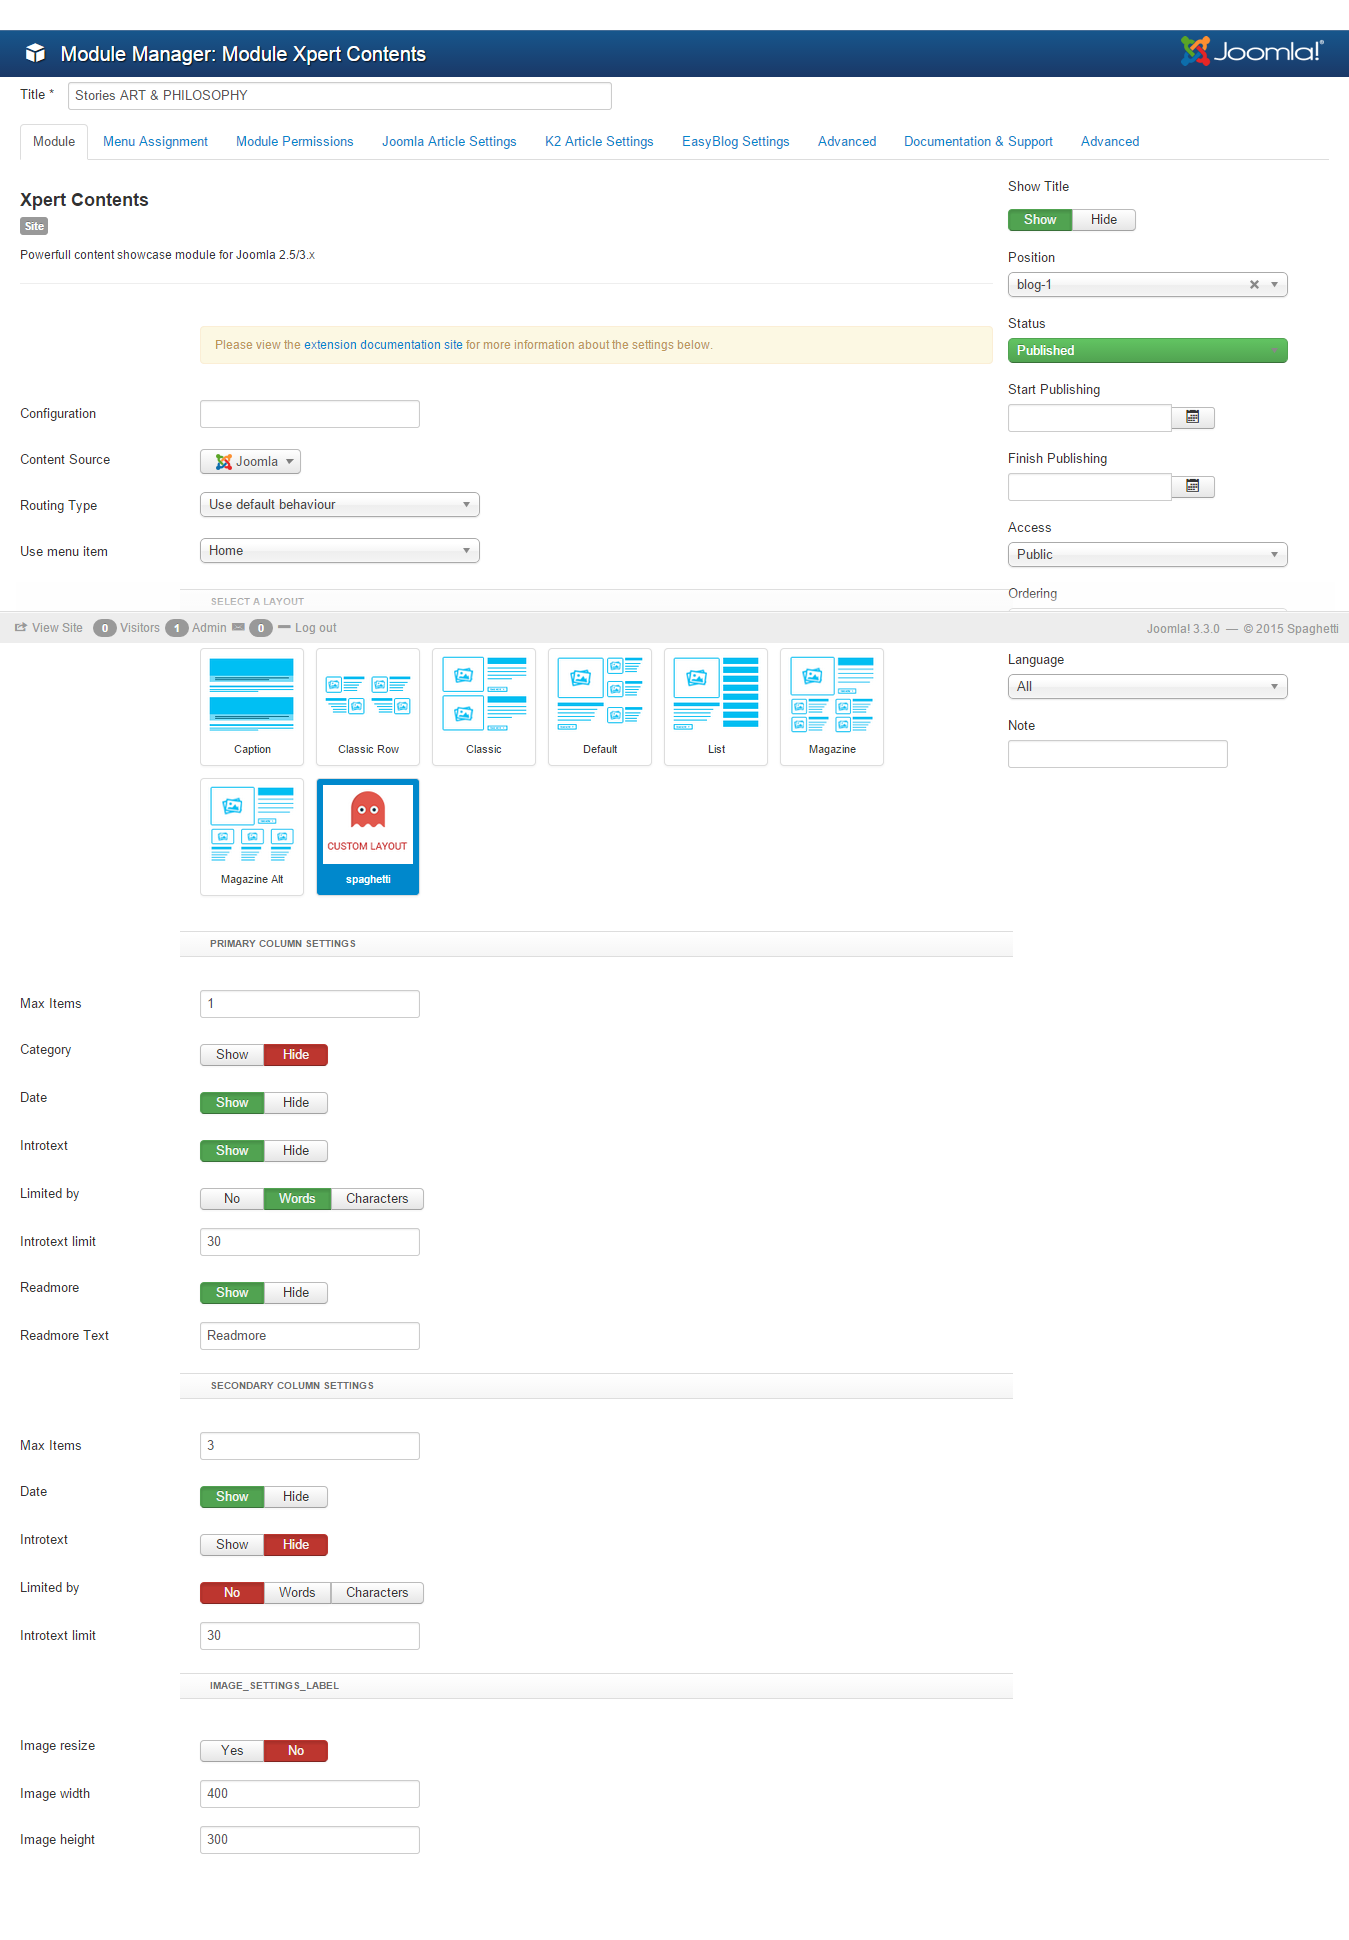 Module Manager: Module Xpert Contents
Joomla!
Title *
Stories ART & PHILOSOPHY
Module Menu Assignment Module Permissions Joomla Article Settings K2 Article Settings EasyBlog Settings Advanced Documentation & Support Advanced
Xpert Contents
Site
Powerfull content showcase module for Joomla 2.5/3.x
Please view the extension documentation site for more information about the settings below.
Configuration
Content Source Joomla
Routing Type Use default behaviour
Use menu item Home
SELECT A LAYOUT
Show Title
Show Hide
Position
blog-1
Status
Published
Start Publishing
Finish Publishing
Access
Public
Ordering
View Site 0 Visitors 1 Admin 0 Log out
Joomla! 3.3.0 — © 2015 Spaghetti
Language
All
Note
Caption Classic Row Classic Default List Magazine
CUSTOM LAYOUT
Magazine Alt spaghetti
PRIMARY COLUMN SETTINGS
Max Items 1
Category Show Hide
Date Show Hide
Introtext Show Hide
Limited by No Words Characters
Introtext limit 30
Readmore Show Hide
Readmore Text Readmore
SECONDARY COLUMN SETTINGS
Max Items 3
Date Show Hide
Introtext Show Hide
Limited by No Words Characters
Introtext limit 30
IMAGE_SETTINGS_LABEL
Image resize Yes No
Image width 400
Image height 300